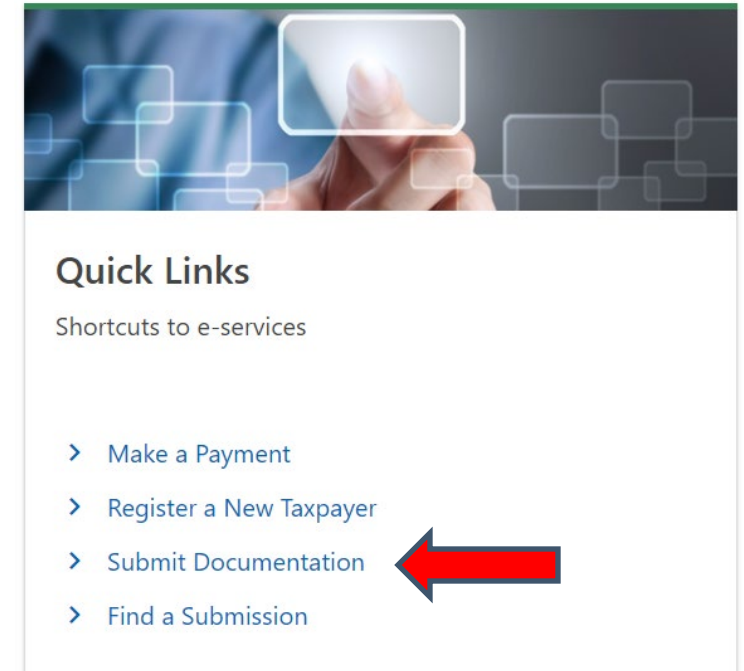 Quick Links
Shortcuts to e-services
Make a Payment
Register a New Taxpayer
Submit Documentation
Find a Submission